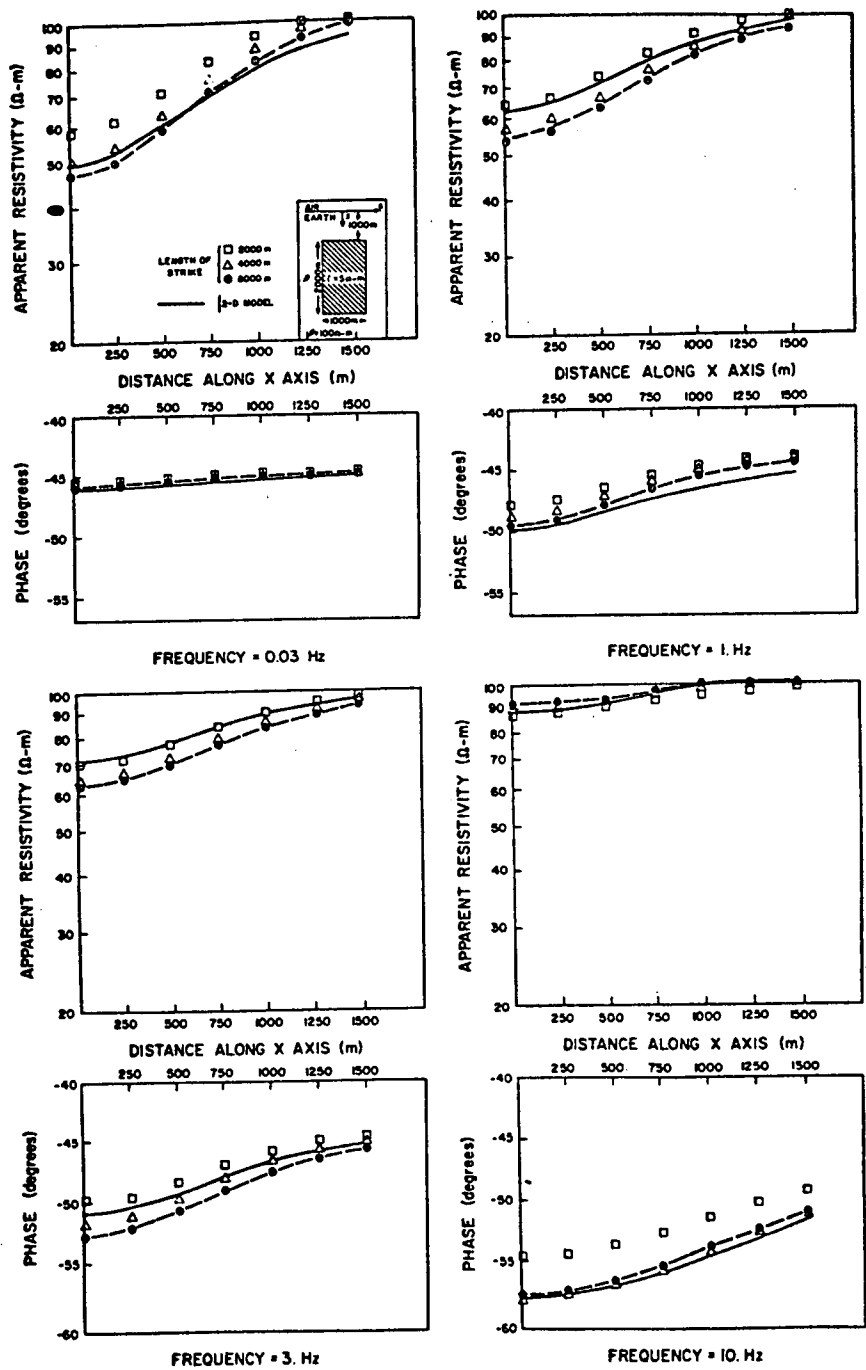 APPARENT RESISTIVITY (Ω-m)
100
90
80
70
60
50
30
20
250 500 750 1000 1250 1500
DISTANCE ALONG X AXIS (m)
LENGTH OF STRIKE
2000 m
4000 m
8000 m
2-D MODEL
AIR
EARTH
1000m
2000m
1000m
APPARENT RESISTIVITY (Ω-m)
100
90
80
70
60
50
40
30
20
250 500 750 1000 1250 1500
DISTANCE ALONG X AXIS (m)
250 500 750 1000 1250 1500
PHASE (degrees)
-40
-45
-50
-55
FREQUENCY = 0.03 Hz
250 500 750 1000 1250 1500
PHASE (degrees)
-40
-45
-50
-55
FREQUENCY = 1. Hz
APPARENT RESISTIVITY (Ω-m)
100
90
80
70
60
50
40
30
20
250 500 750 1000 1250 1500
DISTANCE ALONG X AXIS (m)
APPARENT RESISTIVITY (Ω-m)
100
90
80
70
60
50
40
30
20
250 500 750 1000 1250 1500
DISTANCE ALONG X AXIS (m)
250 500 750 1000 1250 1500
PHASE (degrees)
-40
-45
-50
-55
-60
FREQUENCY = 3. Hz
250 500 750 1000 1250 1500
PHASE (degrees)
-40
-45
-50
-55
-60
FREQUENCY = 10. Hz